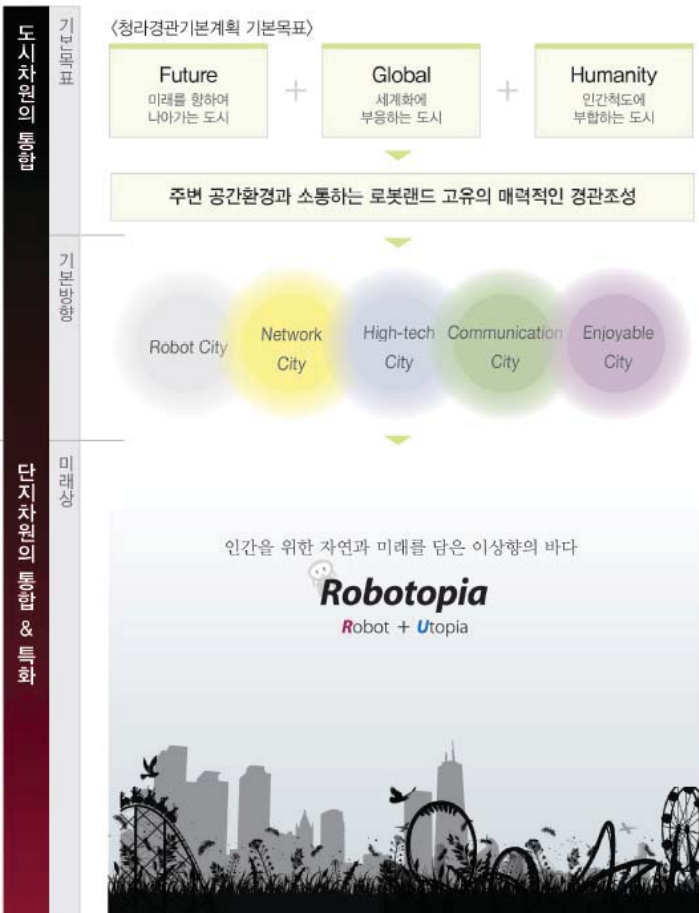 도시차원의 통합
기본목표
〈청라경관기본계획 기본목표〉
Future
미래를 향하여
나아가는 도시
+
Global
세계화에
부응하는 도시
+
Humanity
인간척도에
부합하는 도시
주변 공간환경과 소통하는 로봇랜드 고유의 매력적인 경관조성
기본방향
Robot City
Network
City
High-tech
City
Communication
City
Enjoyable
City
단지차원의 통합 & 특화
미래상
인간을 위한 자연과 미래를 담은 이상향의 바다
Robotopia
Robot + Utopia